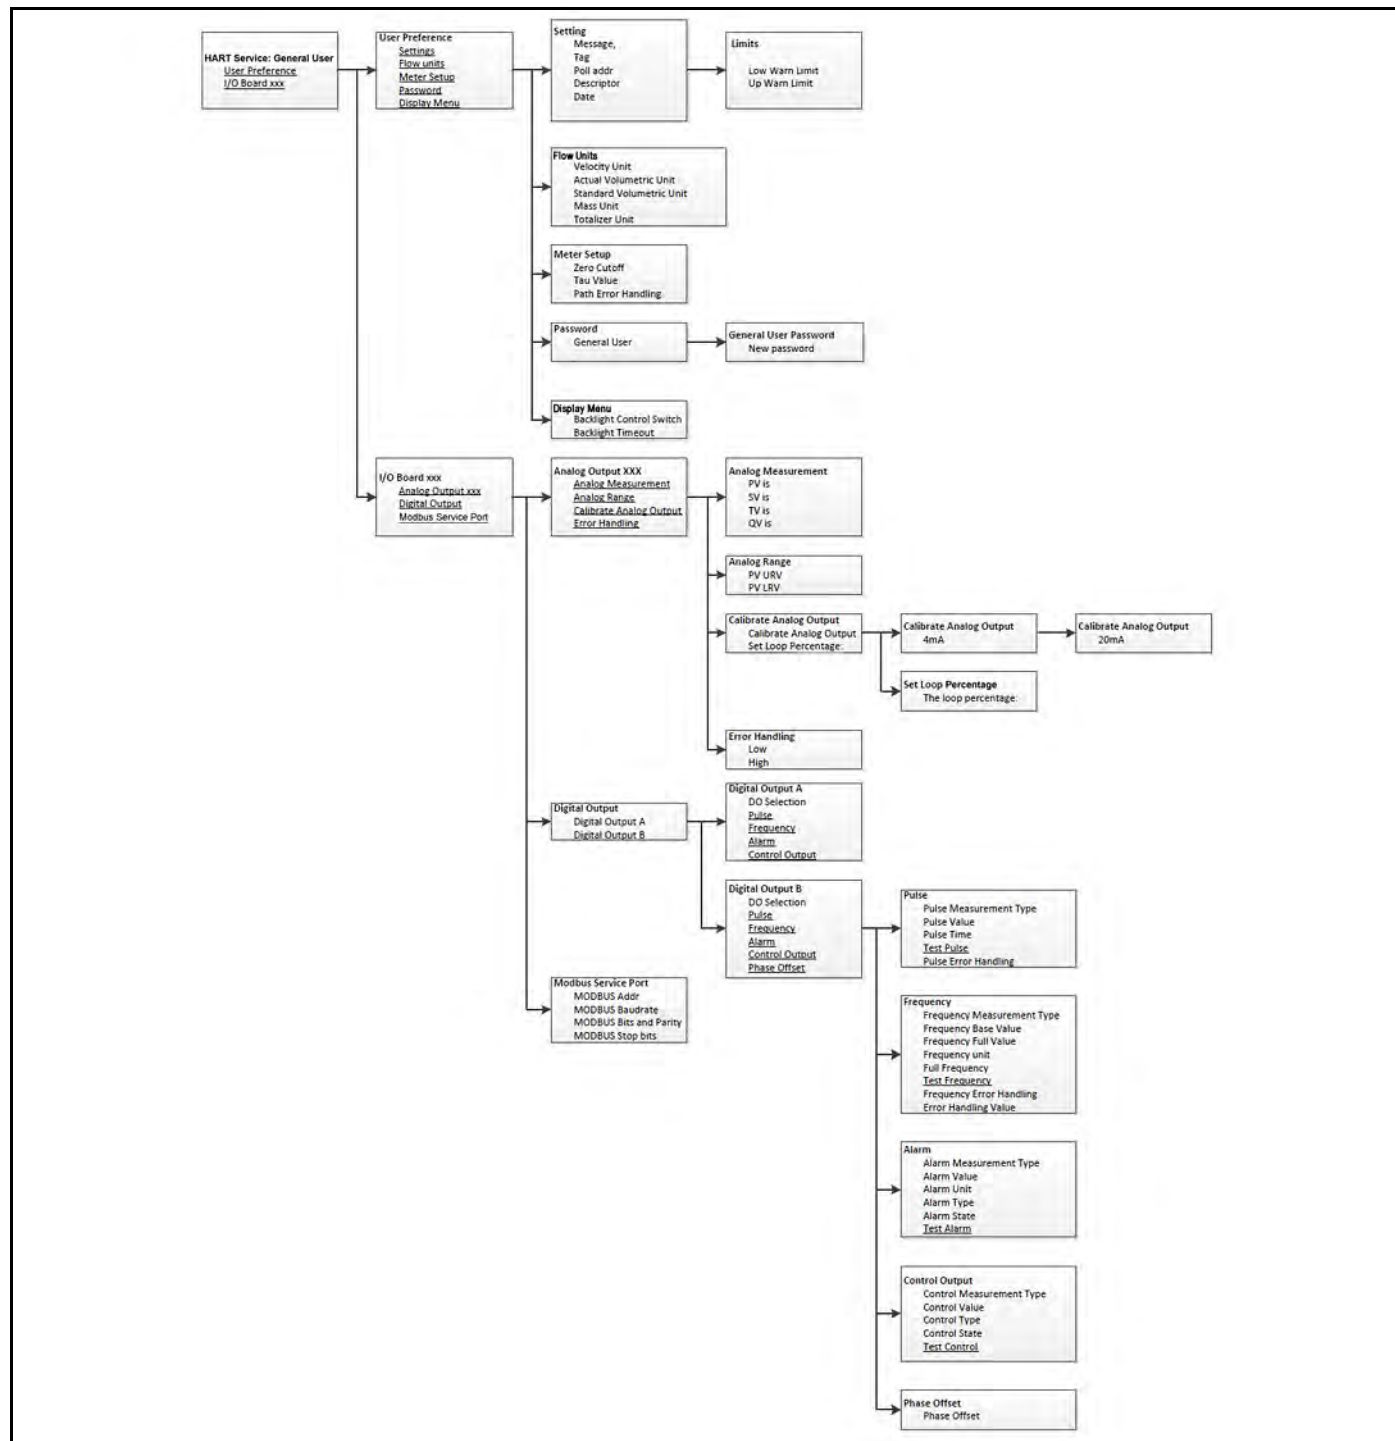 HART Service: General User
User Preference
I/O Board xxx
User Preference
Settings
Flow units
Meter Setup
Password
Display Menu
Setting
Message,
Tag
Poll addr
Descriptor
Date
Limits
Low Warn Limit
Up Warn Limit
Flow Units
Velocity Unit
Actual Volumetric Unit
Standard Volumetric Unit
Mass Unit
Totalizer Unit
Meter Setup
Zero Cutoff
Tau Value
Path Error Handling
Password
General User
General User Password
New password
Display Menu
Backlight Control Switch
Backlight Timeout
I/O Board xxx
Analog Output xxx
Digital Output
Modbus Service Port
Analog Output XXX
Analog Measurement
Analog Range
Calibrate Analog Output
Error Handling
Analog Measurement
PV is
SV is
TV is
QV is
Analog Range
PV URV
PV LRV
Calibrate Analog Output
Calibrate Analog Output
Set Loop Percentage:
Calibrate Analog Output
4mA
Calibrate Analog Output
20mA
Set Loop Percentage
The loop percentage:
Error Handling
Low
High
Digital Output
Digital Output A
Digital Output B
Digital Output A
DO Selection
Pulse
Frequency
Alarm
Control Output
Digital Output B
DO Selection
Pulse
Frequency
Alarm
Control Output
Phase Offset
Modbus Service Port
MODBUS Addr
MODBUS Baudrate
MODBUS Bits and Parity
MODBUS Stop bits
Pulse
Pulse Measurement Type
Pulse Value
Pulse Time
Test Pulse
Pulse Error Handling
Frequency
Frequency Measurement Type
Frequency Base Value
Frequency Full Value
Frequency unit
Full Frequency
Test Frequency
Frequency Error Handling
Error Handling Value
Alarm
Alarm Measurement Type
Alarm Value
Alarm Unit
Alarm Type
Alarm State
Test Alarm
Control Output
Control Measurement Type
Control Value
Control Type
Control State
Test Control
Phase Offset
Phase Offset